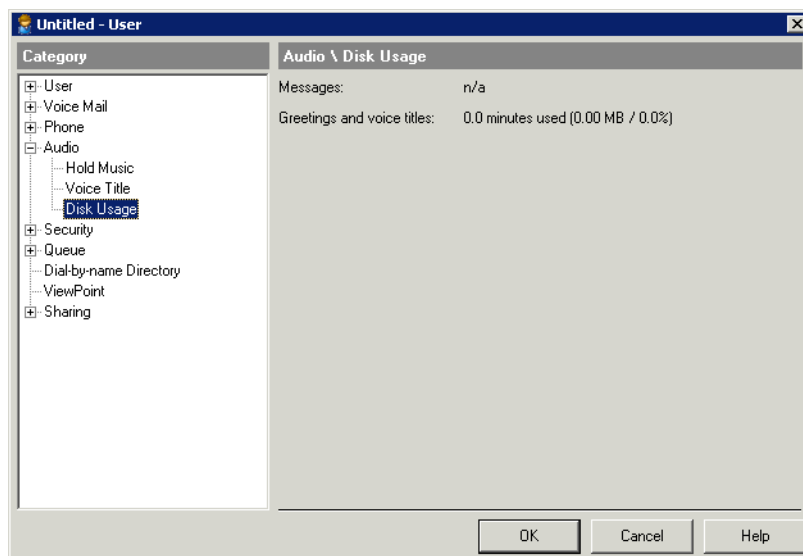 Untitled - User
Category
User
Voice Mail
Phone
Audio
Hold Music
Voice Title
Disk Usage
Security
Queue
Dial-by-name Directory
ViewPoint
Sharing
Audio \ Disk Usage
Messages: n/a
Greetings and voice titles: 0.0 minutes used (0.00 MB / 0.0%)
OK Cancel Help